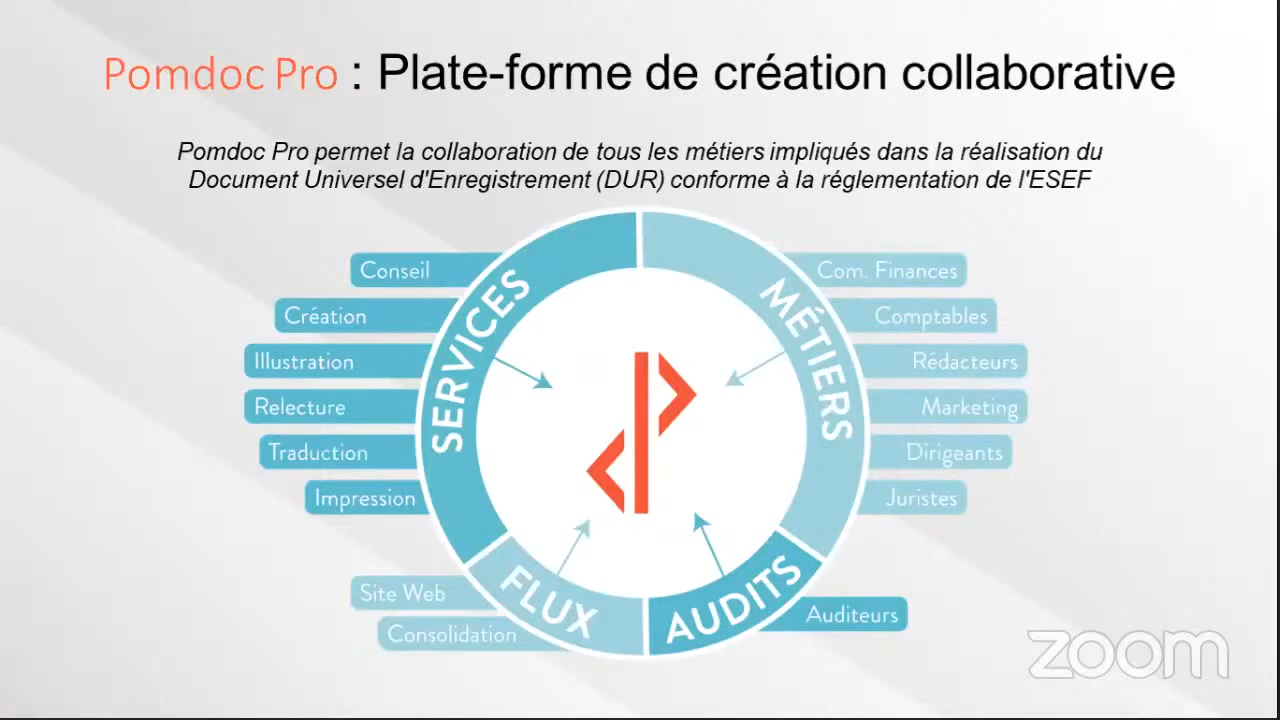 Pomdoc Pro : Plate-forme de création collaborative
Pomdoc Pro permet la collaboration de tous les métiers impliqués dans la réalisation du
Document Universel d'Enregistrement (DUR) conforme à la réglementation de l'ESEF
SERVICES
Conseil
Création
Illustration
Relecture
Traduction
Impression
MÉTIERS
Com. Finances
Comptables
Rédacteurs
Marketing
Dirigeants
Juristes
FLUX
Site Web
Consolidation
AUDITS
Auditeurs
zoom